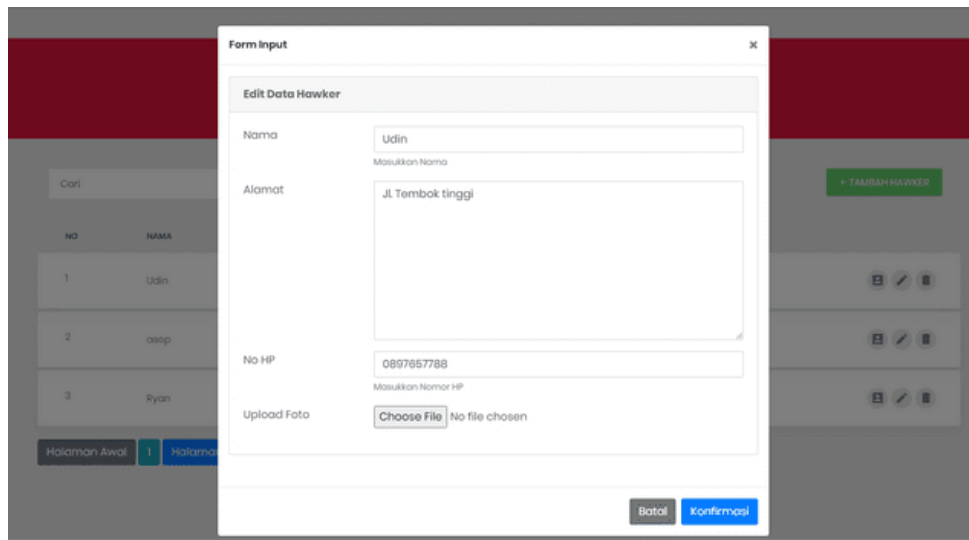 Form Input ×
Edit Data Hawker
Nama
Udin
Masukkan Nama
Alamat
Jl. Tembok tinggi
No HP
0897657788
Masukkan Nomor HP
Upload Foto
Choose File No file chosen
Batal Konfirmasi
Cari
+ TAMBAH HAWKER
NO NAMA
1 Udin
2 asep
3 Ryan
Halaman Awal 1